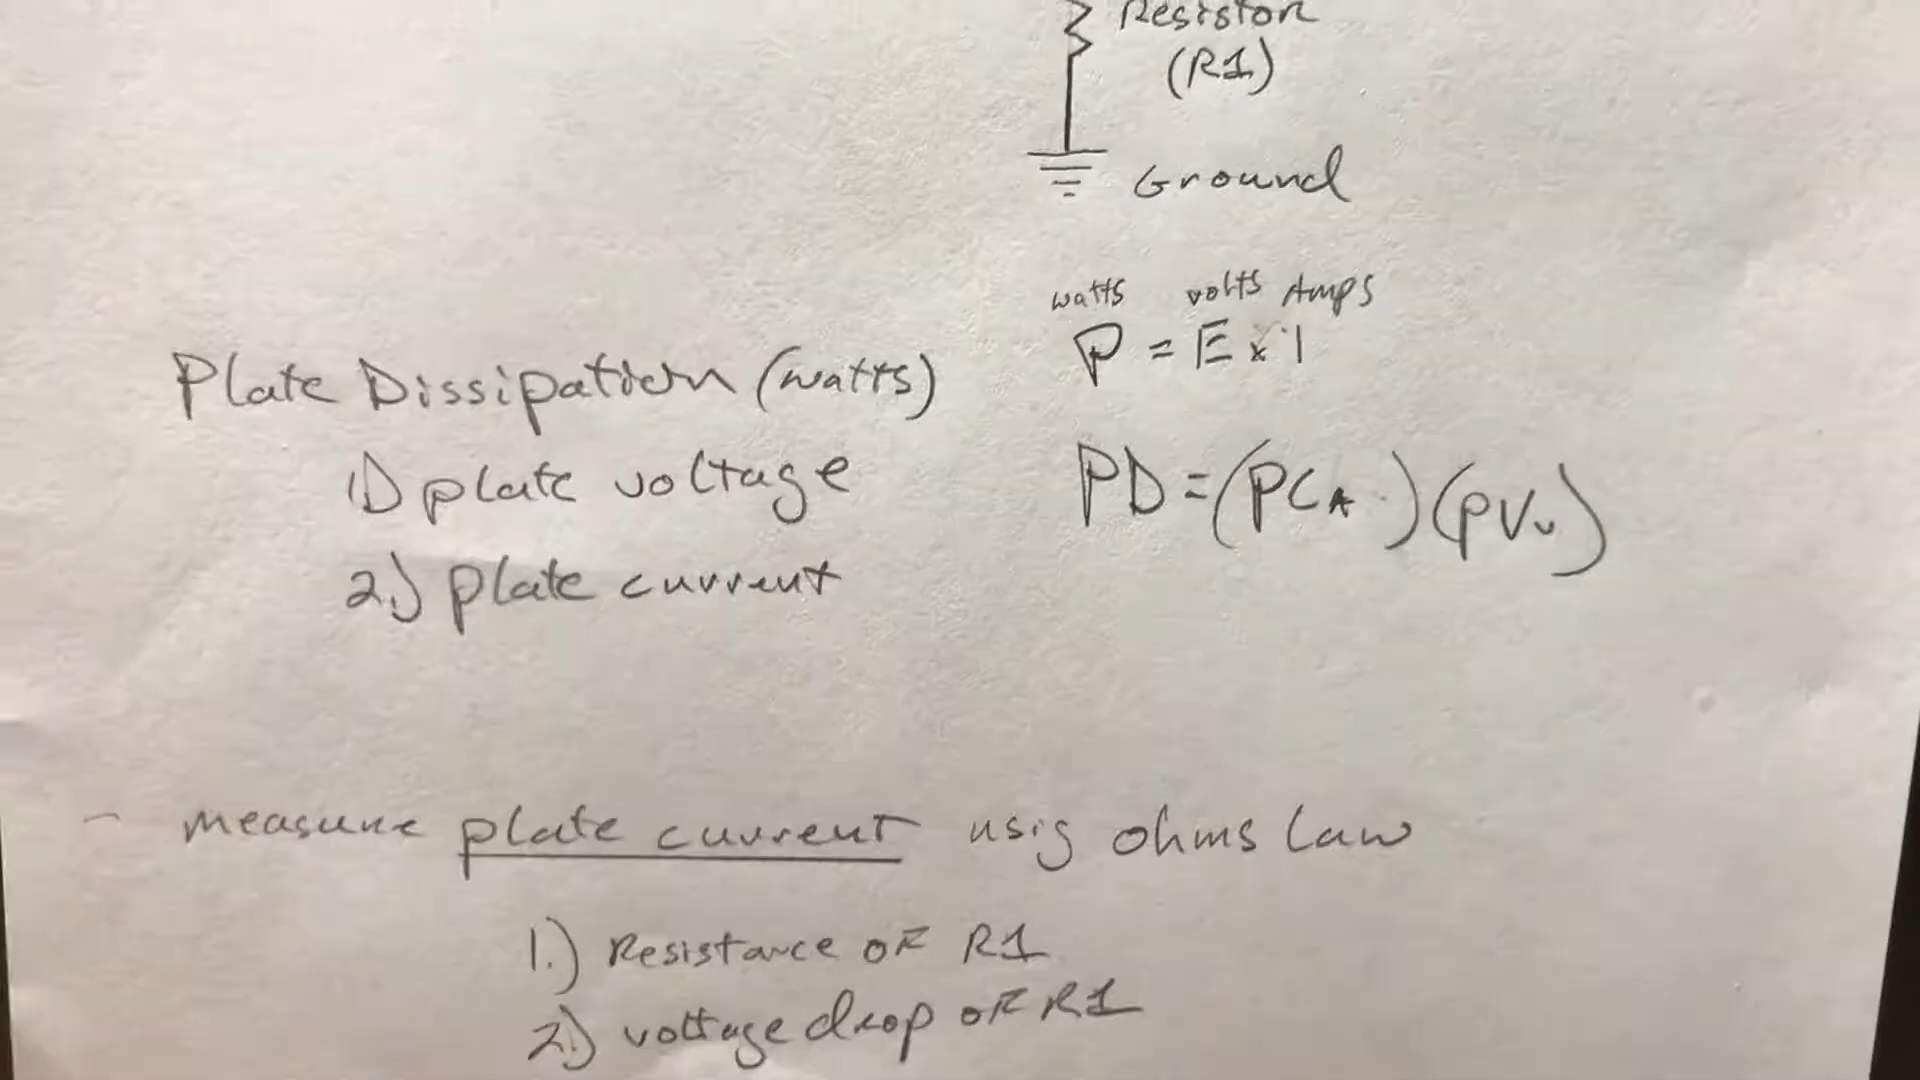 Resistor
(R1)
Ground
watts volts Amps
P = E x I
Plate Dissipation (watts)
1.) plate voltage
2.) plate current
PD = (PCA)(PVv)
- measure plate current usig ohms law
1.) Resistance of R1
2.) voltage drop of R1